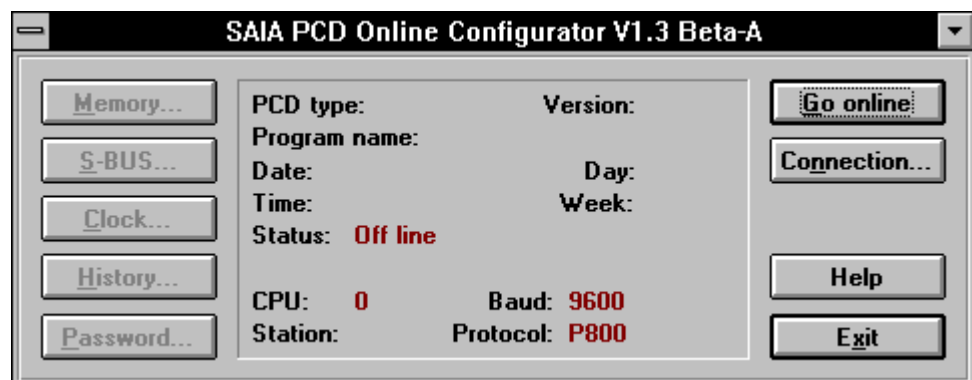 SAIA PCD Online Configurator V1.3 Beta-A
Memory...
S-BUS...
Clock...
History...
Password...
PCD type: Version:
Program name:
Date: Day:
Time: Week:
Status: Off line
CPU: 0 Baud: 9600
Station: Protocol: P800
Go online
Connection...
Help
Exit